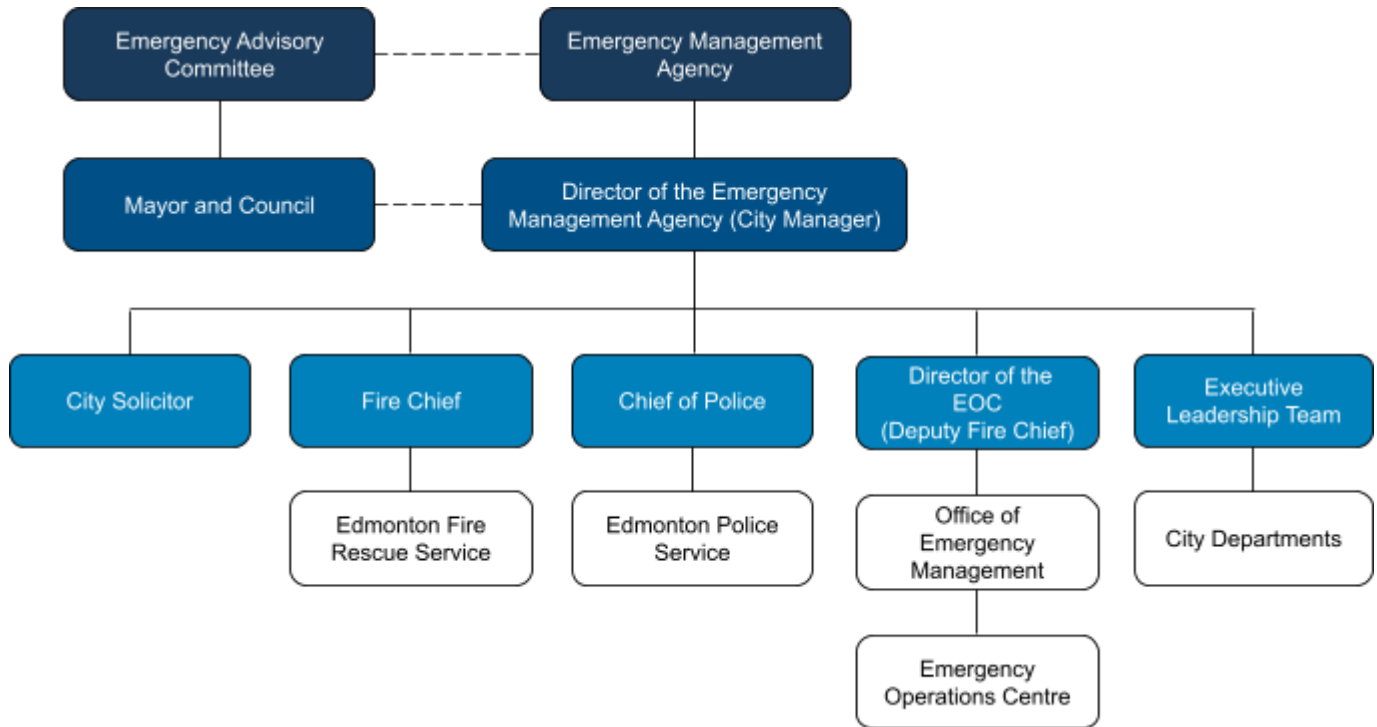 Emergency Advisory
Committee
Emergency Management
Agency
Mayor and Council
Director of the Emergency
Management Agency (City Manager)
City Solicitor
Fire Chief
Chief of Police
Director of the
EOC
(Deputy Fire Chief)
Executive
Leadership Team
Edmonton Fire
Rescue Service
Edmonton Police
Service
Office of
Emergency
Management
City Departments
Emergency
Operations Centre